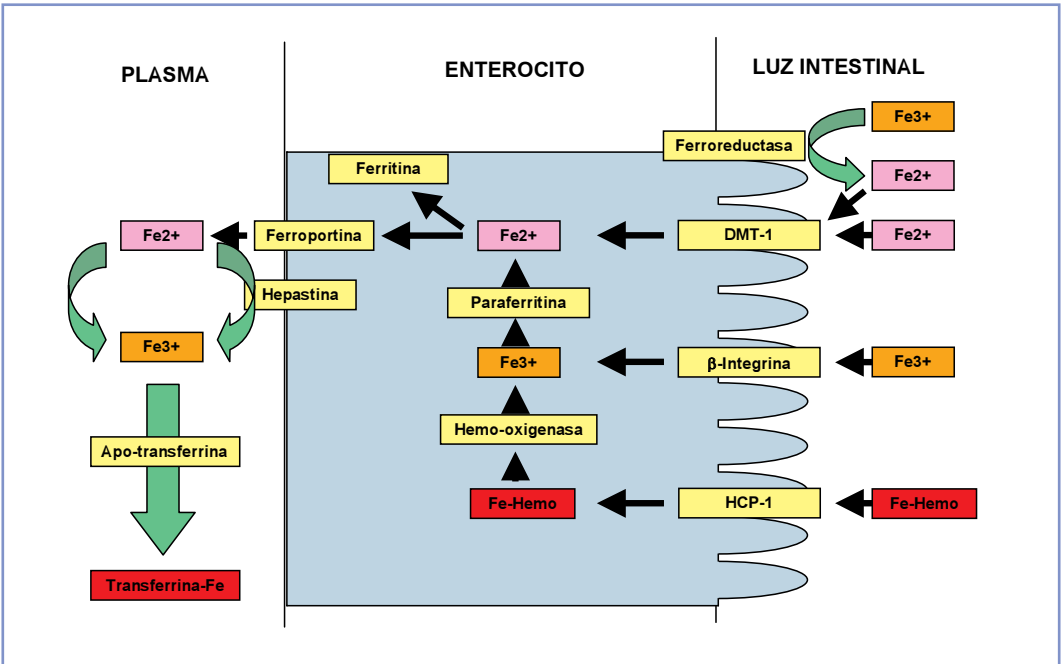 PLASMA
ENTEROCITO
LUZ INTESTINAL
Fe3+
Ferroreductasa
Ferritina
Fe2+
Fe2+
Ferroportina
Fe2+
DMT-1
Fe2+
Hepastina
Paraferritina
Fe3+
Fe3+
β-Integrina
Fe3+
Hemo-oxigenasa
Apo-transferrina
Fe-Hemo
HCP-1
Fe-Hemo
Transferrina-Fe